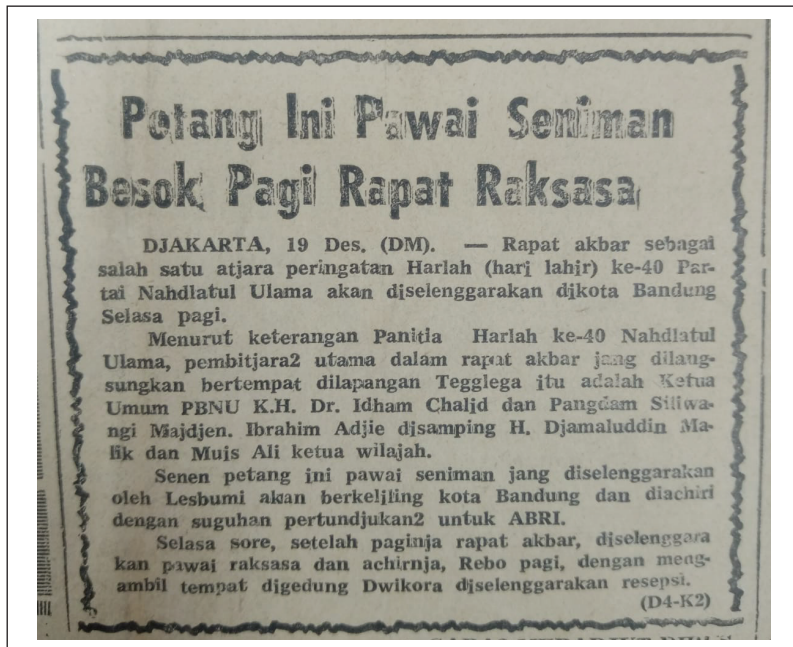 Petang Ini Pawai Seniman
Besok Pagi Rapat Raksasa
DJAKARTA, 19 Des. (DM). — Rapat akbar sebagai
salah satu atjara peringatan Harlah (hari lahir) ke-40 Par-
tai Nahdlatul Ulama akan diselenggarakan dikota Bandung
Selasa pagi.
Menurut keterangan Panitia Harlah ke-40 Nahdlatul
Ulama, pembitjara2 utama dalam rapat akbar jang dilang-
sungkan bertempat dilapangan Tegglega itu adalah Ketua
Umum PBNU K.H. Dr. Idham Chalid dan Pangdam Siliwa-
ngi Majdjen. Ibrahim Adjie disamping H. Djamaluddin Ma-
lik dan Muis Ali ketua wilajah.
Senen petang ini pawai seniman jang diselenggarakan
oleh Lesbumi akan berkeliling kota Bandung dan diachiri
dengan suguhan pertundjukan2 untuk ABRI.
Selasa sore, setelah paginja rapat akbar, diselenggara
kan pawai raksasa dan achirnja, Rebo pagi, dengan meng-
ambil tempat digedung Dwikora diselenggarakan resepsi.
(D4-K2)